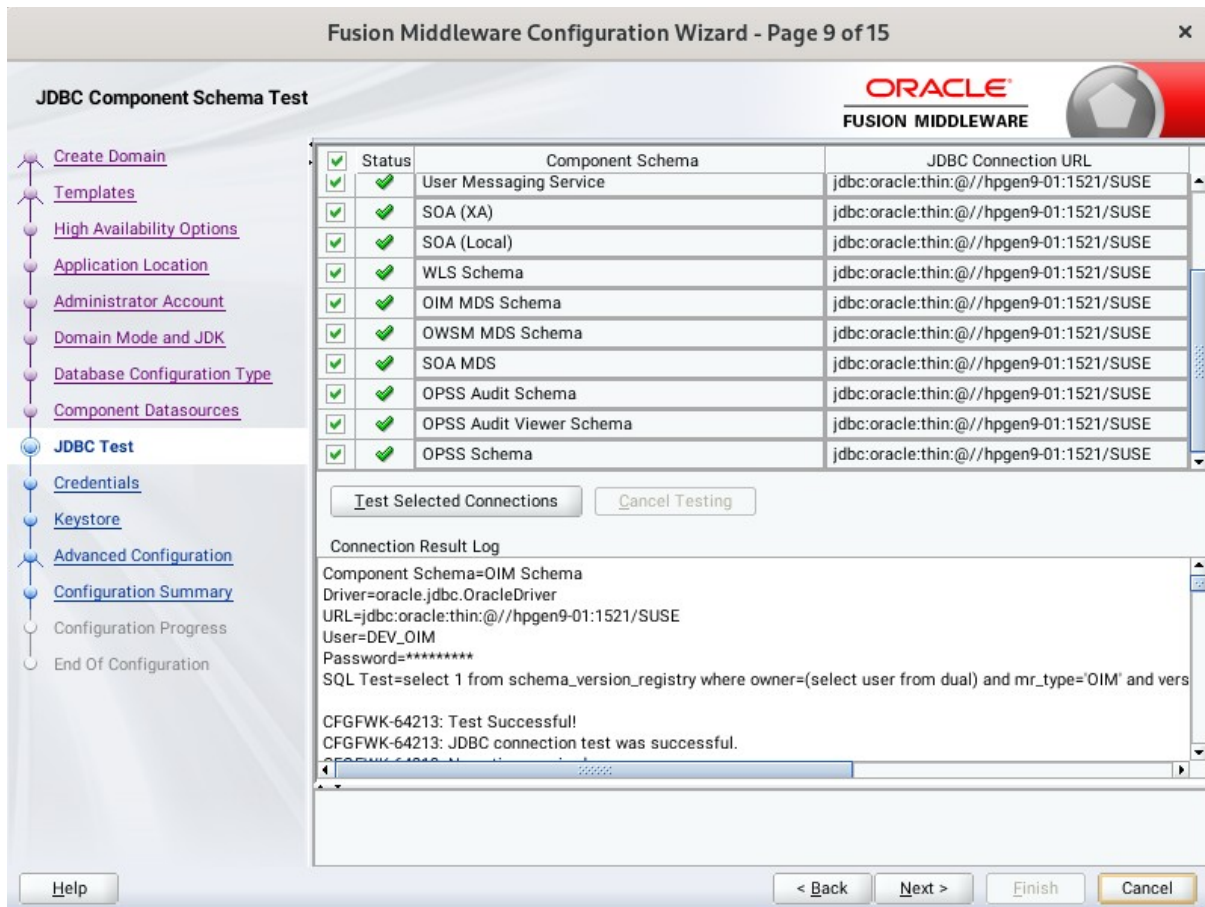 Fusion Middleware Configuration Wizard - Page 9 of 15
JDBC Component Schema Test
ORACLE
FUSION MIDDLEWARE
Create Domain
Templates
High Availability Options
Application Location
Administrator Account
Domain Mode and JDK
Database Configuration Type
Component Datasources
JDBC Test
Credentials
Keystore
Advanced Configuration
Configuration Summary
Configuration Progress
End Of Configuration
Status Component Schema JDBC Connection URL
User Messaging Service jdbc:oracle:thin:@//hpgen9-01:1521/SUSE
SOA (XA) jdbc:oracle:thin:@//hpgen9-01:1521/SUSE
SOA (Local) jdbc:oracle:thin:@//hpgen9-01:1521/SUSE
WLS Schema jdbc:oracle:thin:@//hpgen9-01:1521/SUSE
OIM MDS Schema jdbc:oracle:thin:@//hpgen9-01:1521/SUSE
OWSM MDS Schema jdbc:oracle:thin:@//hpgen9-01:1521/SUSE
SOA MDS jdbc:oracle:thin:@//hpgen9-01:1521/SUSE
OPSS Audit Schema jdbc:oracle:thin:@//hpgen9-01:1521/SUSE
OPSS Audit Viewer Schema jdbc:oracle:thin:@//hpgen9-01:1521/SUSE
OPSS Schema jdbc:oracle:thin:@//hpgen9-01:1521/SUSE
Test Selected Connections Cancel Testing
Connection Result Log
Component Schema=OIM Schema
Driver=oracle.jdbc.OracleDriver
URL=jdbc:oracle:thin:@//hpgen9-01:1521/SUSE
User=DEV_OIM
Password=*********
SQL Test=select 1 from schema_version_registry where owner=(select user from dual) and mr_type='OIM' and vers
CFGFWK-64213: Test Successful!
CFGFWK-64213: JDBC connection test was successful.
Help < Back Next > Finish Cancel